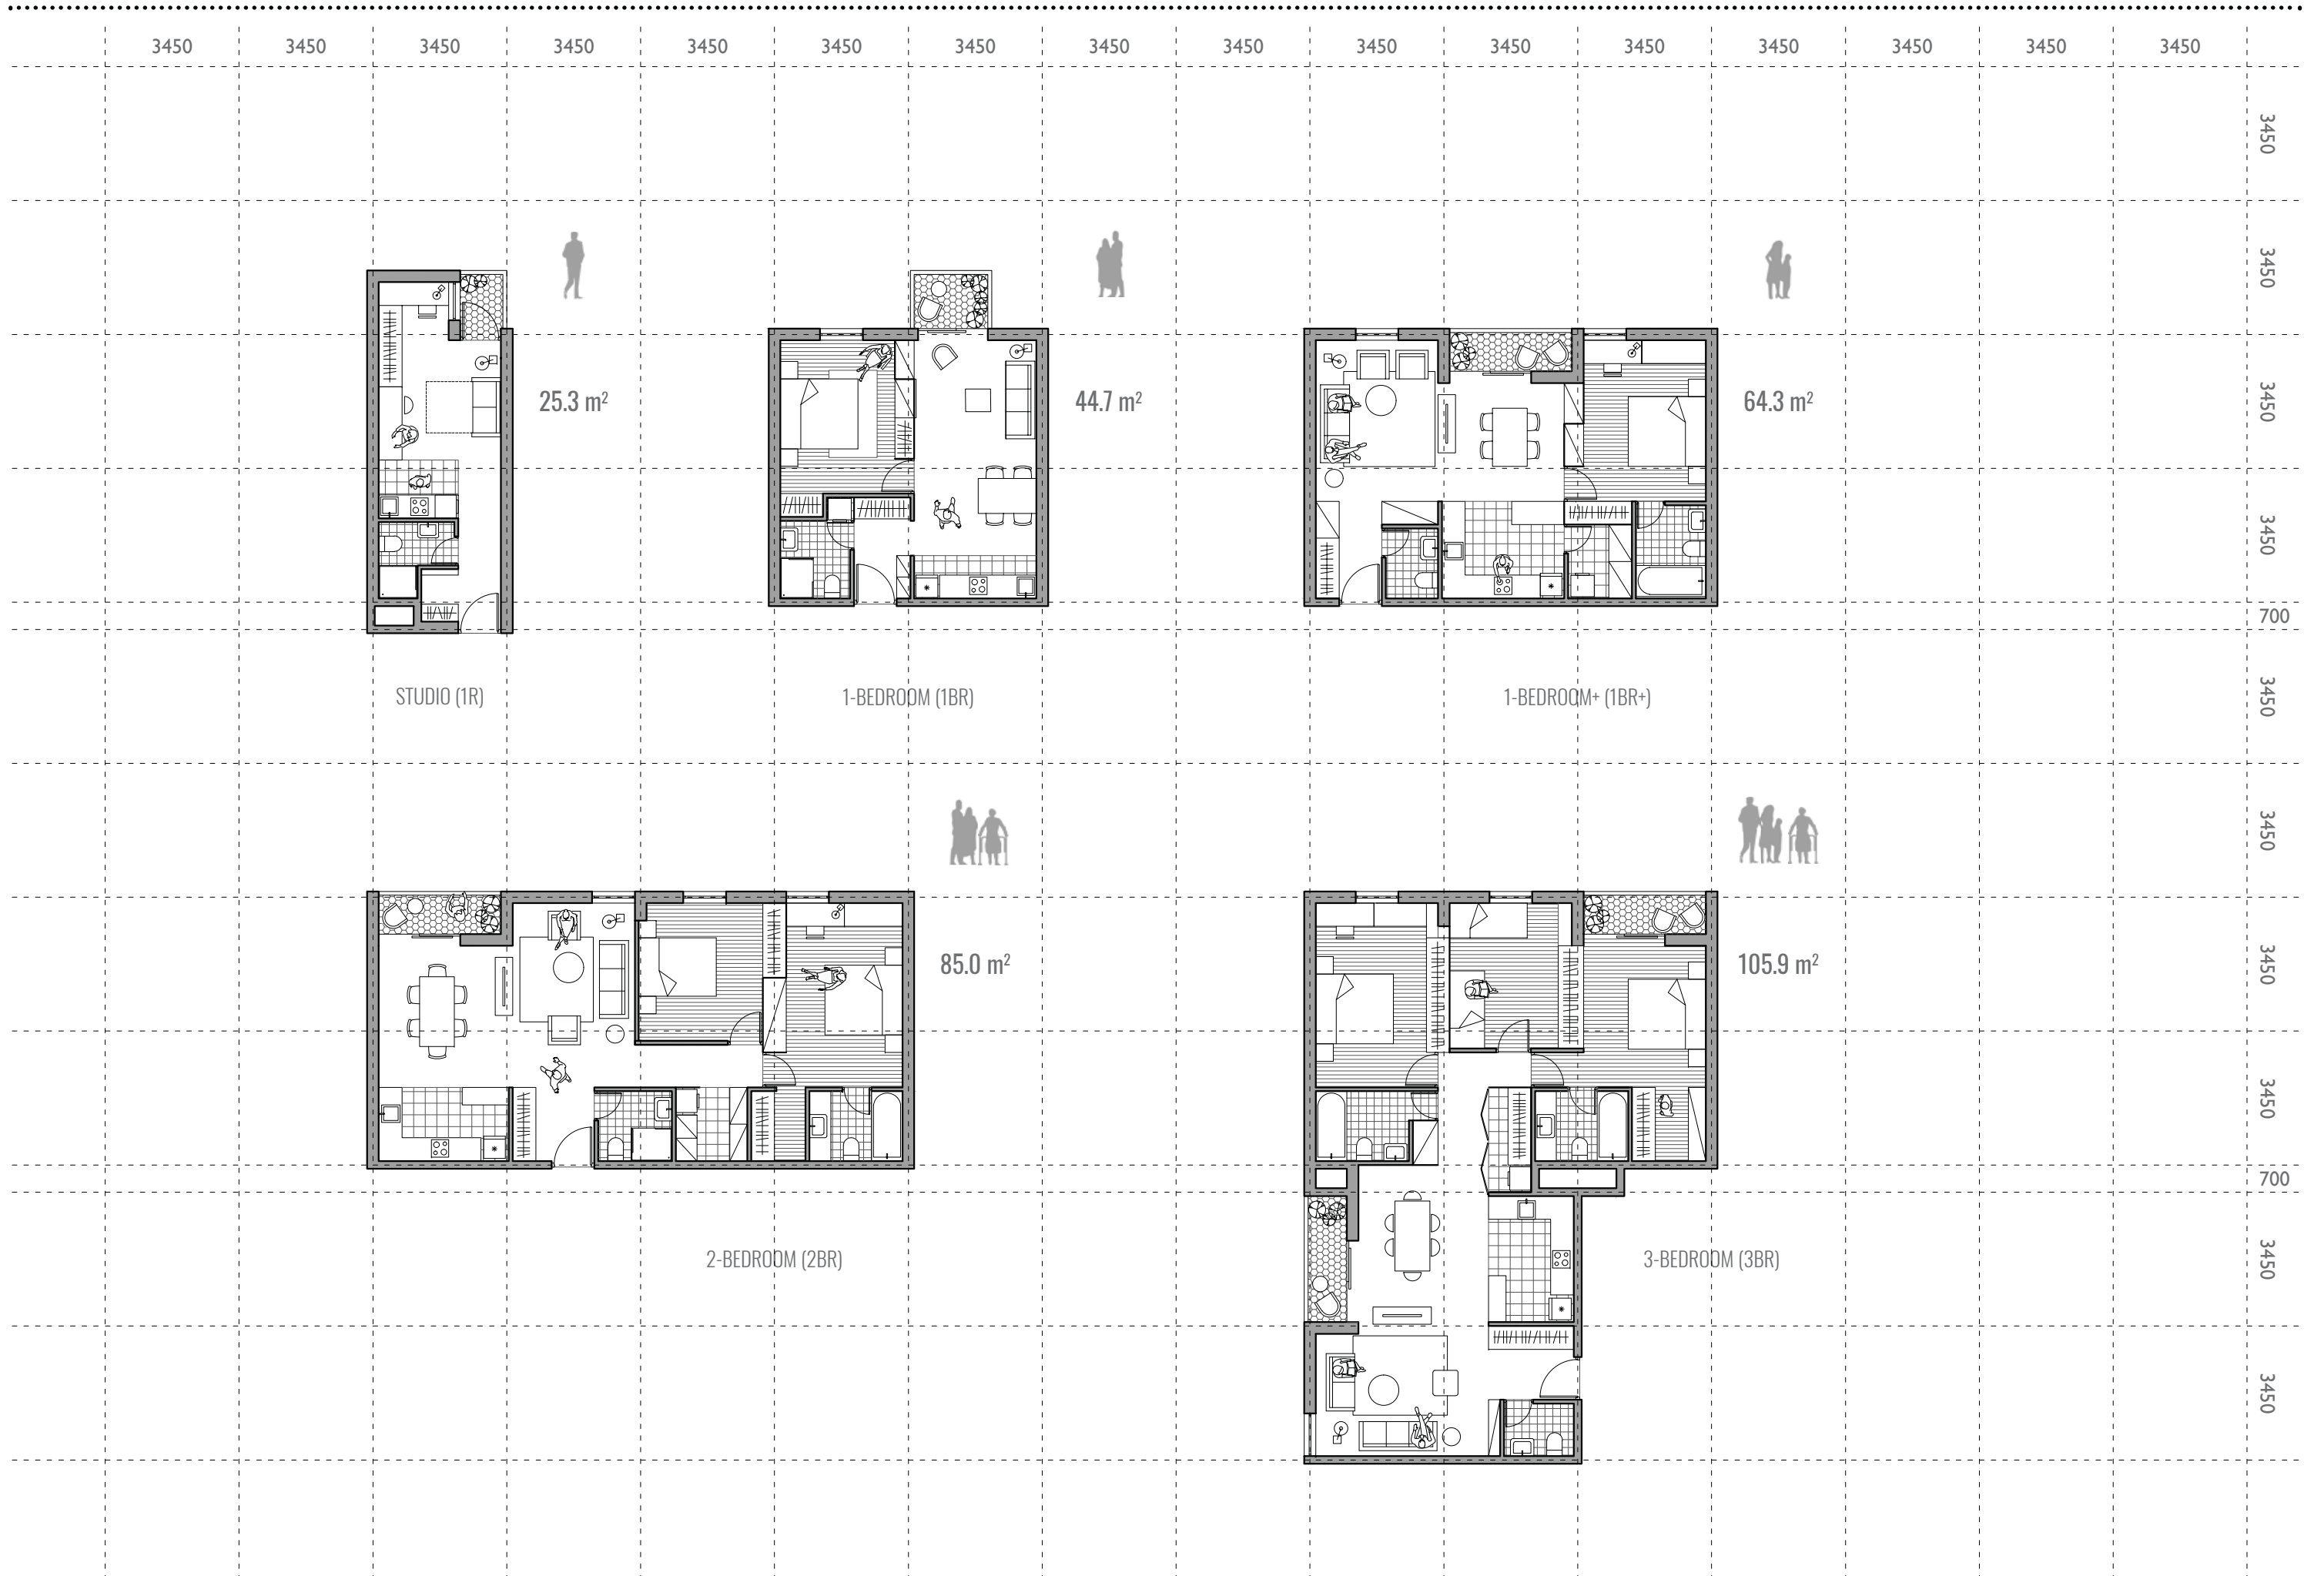 3450 3450 3450 3450 3450 3450 3450 3450 3450 3450 3450 3450 3450 3450 3450 3450
3450
3450
25.3 m²
44.7 m²
64.3 m²
3450
3450
700
STUDIO (1R)
1-BEDROOM (1BR)
1-BEDROOM+ (1BR+)
3450
3450
85.0 m²
105.9 m²
3450
3450
700
2-BEDROOM (2BR)
3-BEDROOM (3BR)
3450
3450